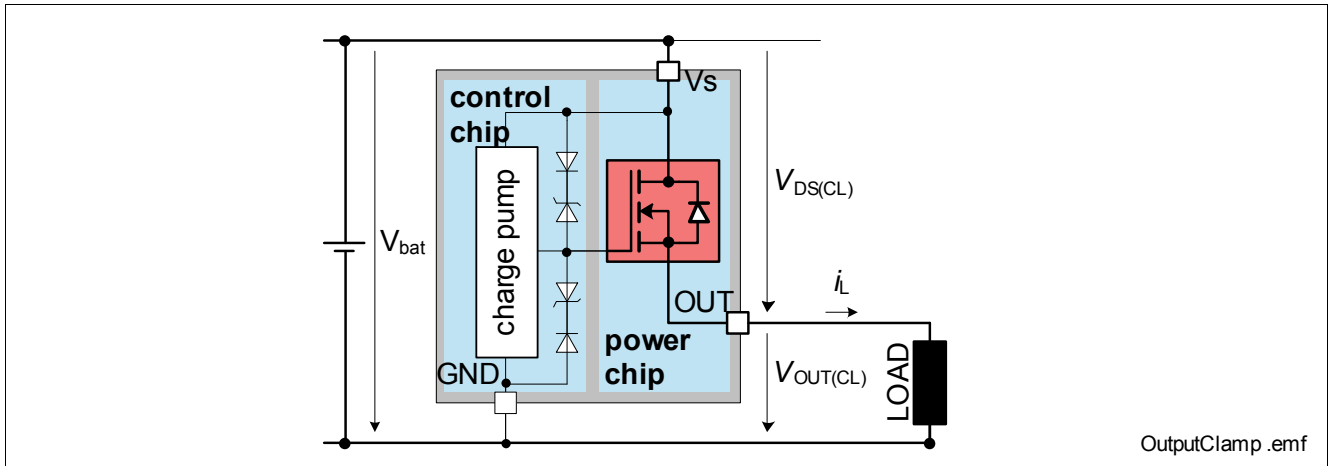 Vs
control
chip
charge pump
V_DS(CL)
V_bat
OUT
i_L
power
chip
GND
V_OUT(CL)
LOAD
OutputClamp .emf